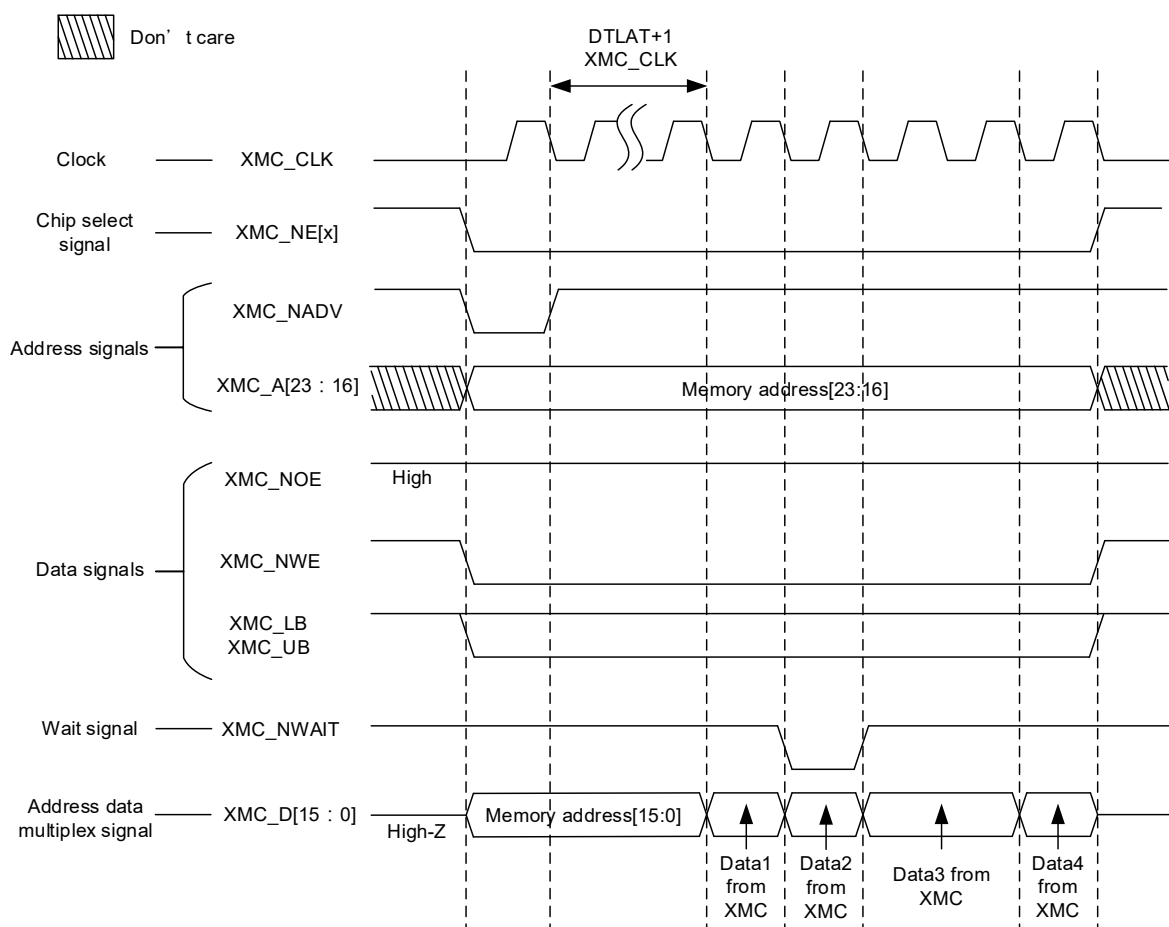 Don’ t care
DTLAT+1
XMC_CLK
Clock
XMC_CLK
Chip select
signal
XMC_NE[x]
XMC_NADV
Address signals
XMC_A[23：16]
Memory address[23:16]
XMC_NOE
High
XMC_NWE
Data signals
XMC_LB
XMC_UB
Wait signal
XMC_NWAIT
Address data
multiplex signal
XMC_D[15：0]
High-Z
Memory address[15:0]
Data1
from
XMC
Data2
from
XMC
Data3 from
XMC
Data4
from
XMC